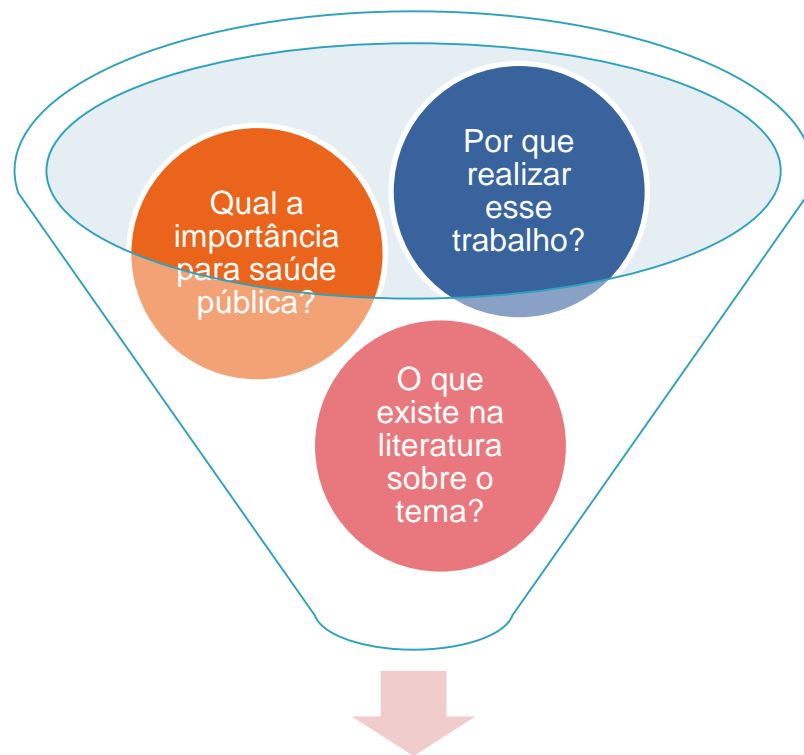 Por que
realizar
esse
trabalho?
Qual a
importância
para saúde
pública?
O que
existe na
literatura
sobre o
tema?